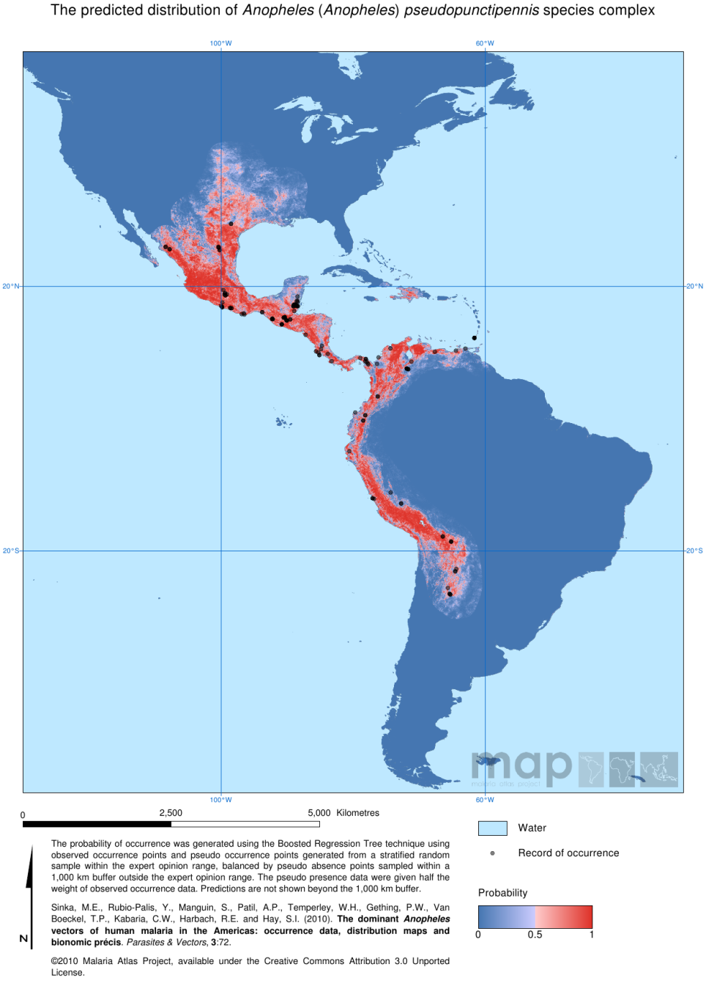 The predicted distribution of Anopheles (Anopheles) pseudopunctipennis species complex
100°W
60°W
20°N
20°N
20°S
20°S
map
malaria atlas project
100°W
60°W
0
2,500
5,000 Kilometres
The probability of occurrence was generated using the Boosted Regression Tree technique using
observed occurrence points and pseudo occurrence points generated from a stratified random
sample within the expert opinion range, balanced by pseudo absence points sampled within a
1,000 km buffer outside the expert opinion range. The pseudo presence data were given half the
weight of observed occurrence data. Predictions are not shown beyond the 1,000 km buffer.
Sinka, M.E., Rubio-Palis, Y., Manguin, S., Patil, A.P., Temperley, W.H., Gething, P.W., Van
Boeckel, T.P., Kabaria, C.W., Harbach, R.E. and Hay, S.I. (2010). The dominant Anopheles
vectors of human malaria in the Americas: occurrence data, distribution maps and
bionomic précis. Parasites & Vectors, 3:72.
©2010 Malaria Atlas Project, available under the Creative Commons Attribution 3.0 Unported
License.
N
Water
Record of occurrence
Probability
0
0.5
1